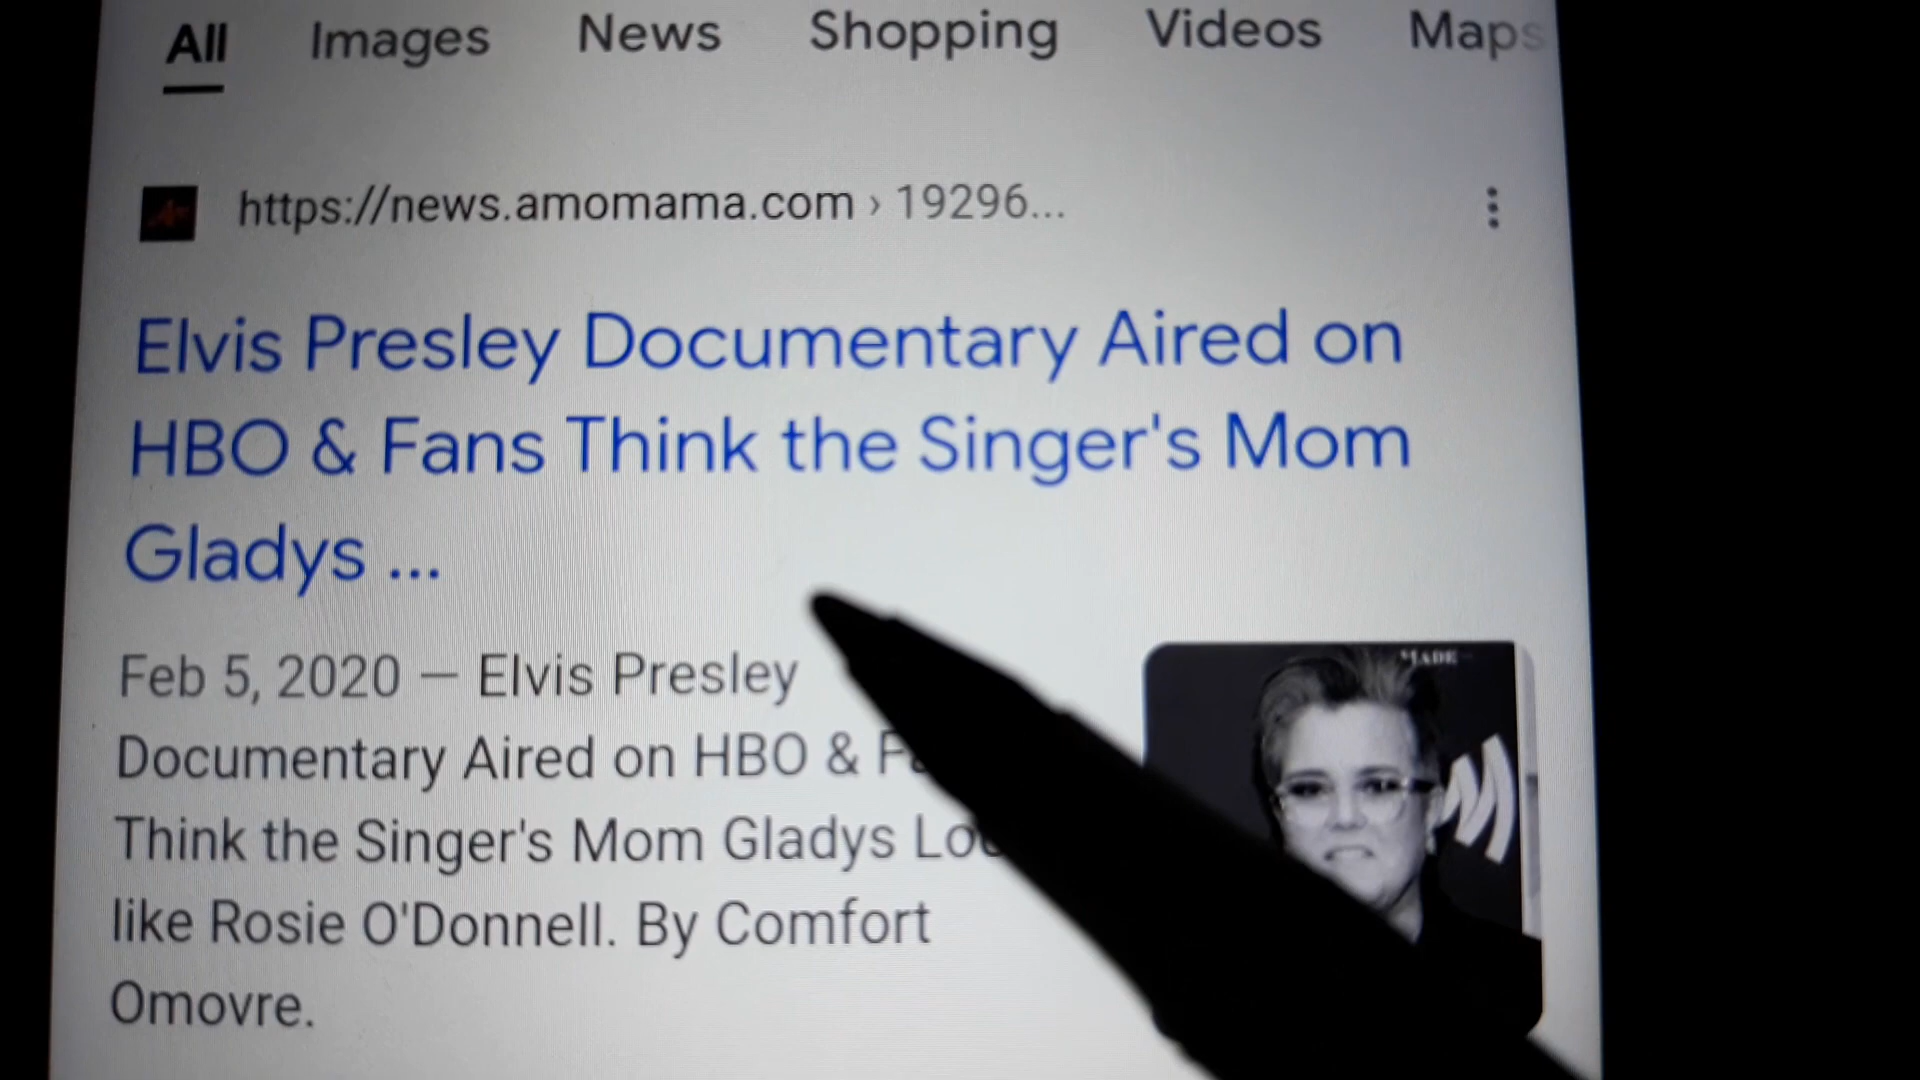 All Images News Shopping Videos Maps
https://news.amomama.com › 19296...
Elvis Presley Documentary Aired on
HBO & Fans Think the Singer's Mom
Gladys ...
Feb 5, 2020 — Elvis Presley
Documentary Aired on HBO &
Think the Singer's Mom Gladys
like Rosie O'Donnell. By Comfort
Omovre.
MADE